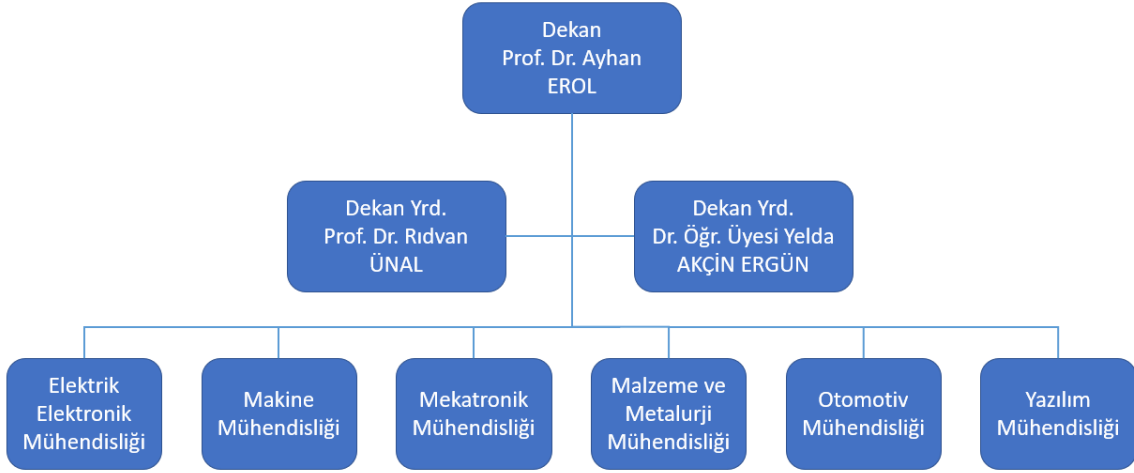 Dekan
Prof. Dr. Ayhan
EROL
Dekan Yrd.
Prof. Dr. Rıdvan
ÜNAL
Dekan Yrd.
Dr. Öğr. Üyesi Yelda
AKÇİN ERGÜN
Elektrik
Elektronik
Mühendisliği
Makine
Mühendisliği
Mekatronik
Mühendisliği
Malzeme ve
Metalurji
Mühendisliği
Otomotiv
Mühendisliği
Yazılım
Mühendisliği